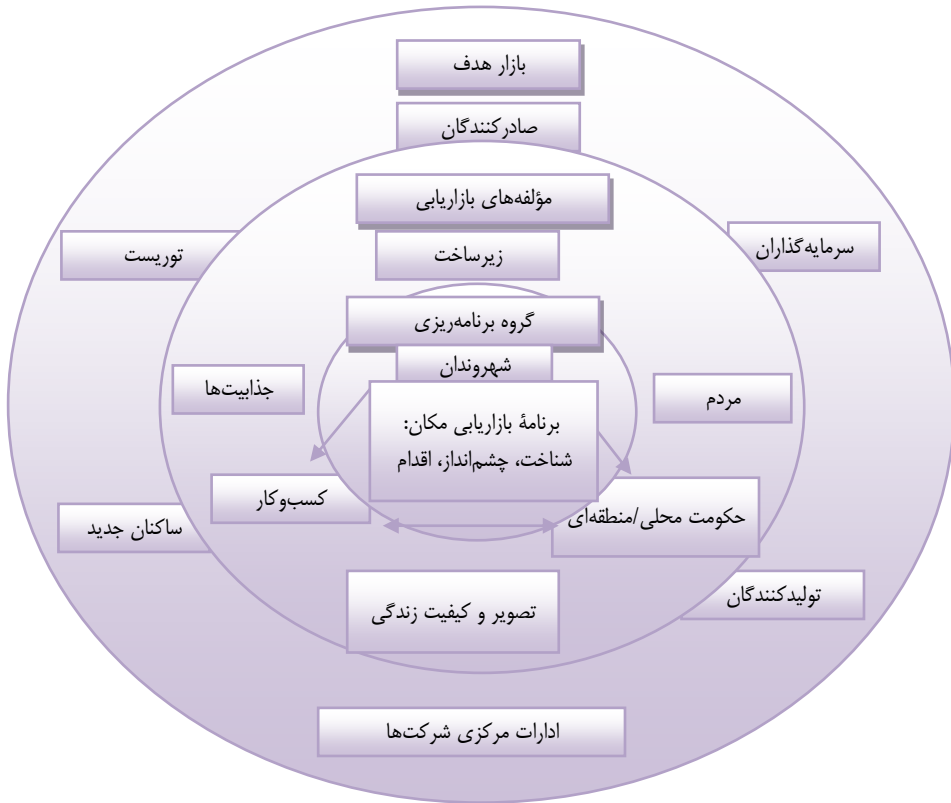 بازار هدف
صادرکنندگان
مؤلفه‌های بازاریابی
سرمایه‌گذاران
زیرساخت
توریست
گروه برنامه‌ریزی
شهروندان
مردم
جذابیت‌ها
برنامۀ بازاریابی مکان:
شناخت، چشم‌انداز، اقدام
کسب‌وکار
حکومت محلی/منطقه‌ای
ساکنان جدید
تولیدکنندگان
تصویر و کیفیت زندگی
ادارات مرکزی شرکت‌ها